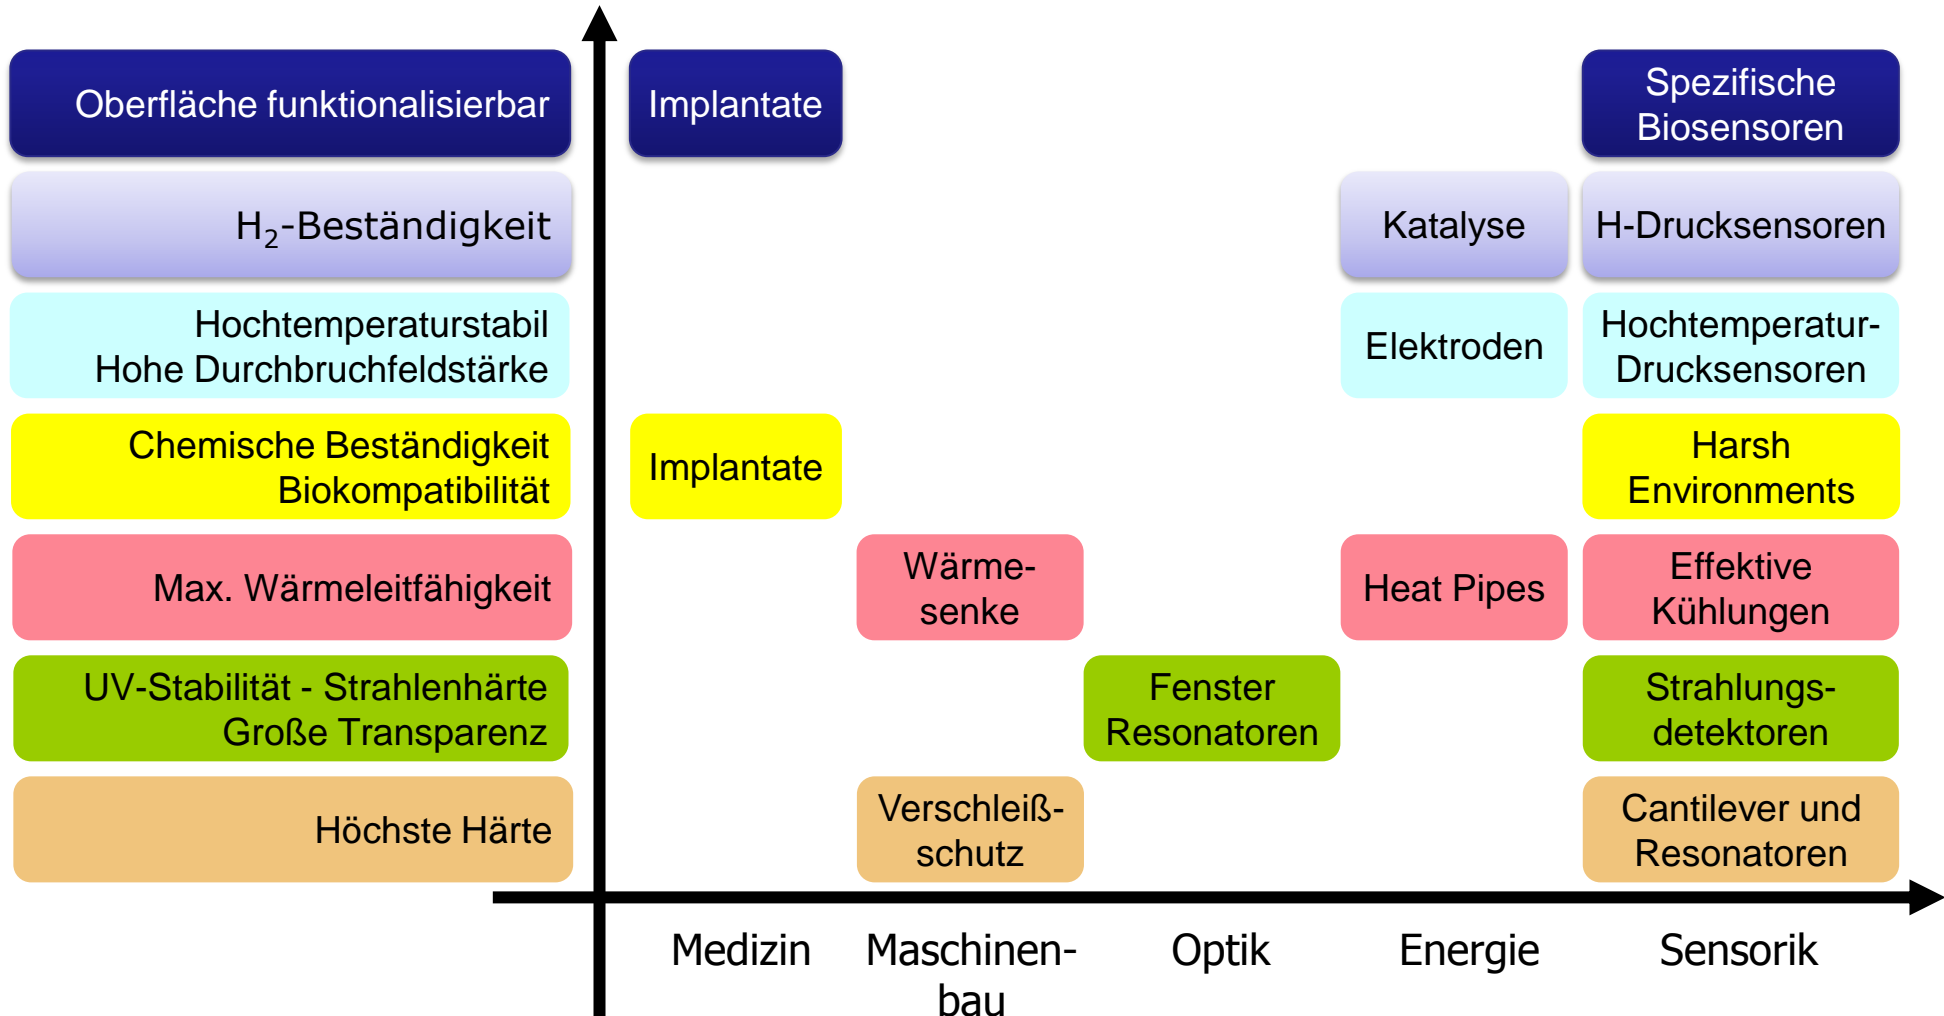 Oberfläche funktionalisierbar
Implantate
Spezifische
Biosensoren
H₂-Beständigkeit
Katalyse
H-Drucksensoren
Hochtemperaturstabil
Hohe Durchbruchfeldstärke
Elektroden
Hochtemperatur-
Drucksensoren
Chemische Beständigkeit
Biokompatibilität
Implantate
Harsh
Environments
Max. Wärmeleitfähigkeit
Wärme-
senke
Heat Pipes
Effektive
Kühlungen
UV-Stabilität - Strahlenhärte
Große Transparenz
Fenster
Resonatoren
Strahlungs-
detektoren
Höchste Härte
Verschleiß-
schutz
Cantilever und
Resonatoren
Medizin
Maschinen-
bau
Optik
Energie
Sensorik